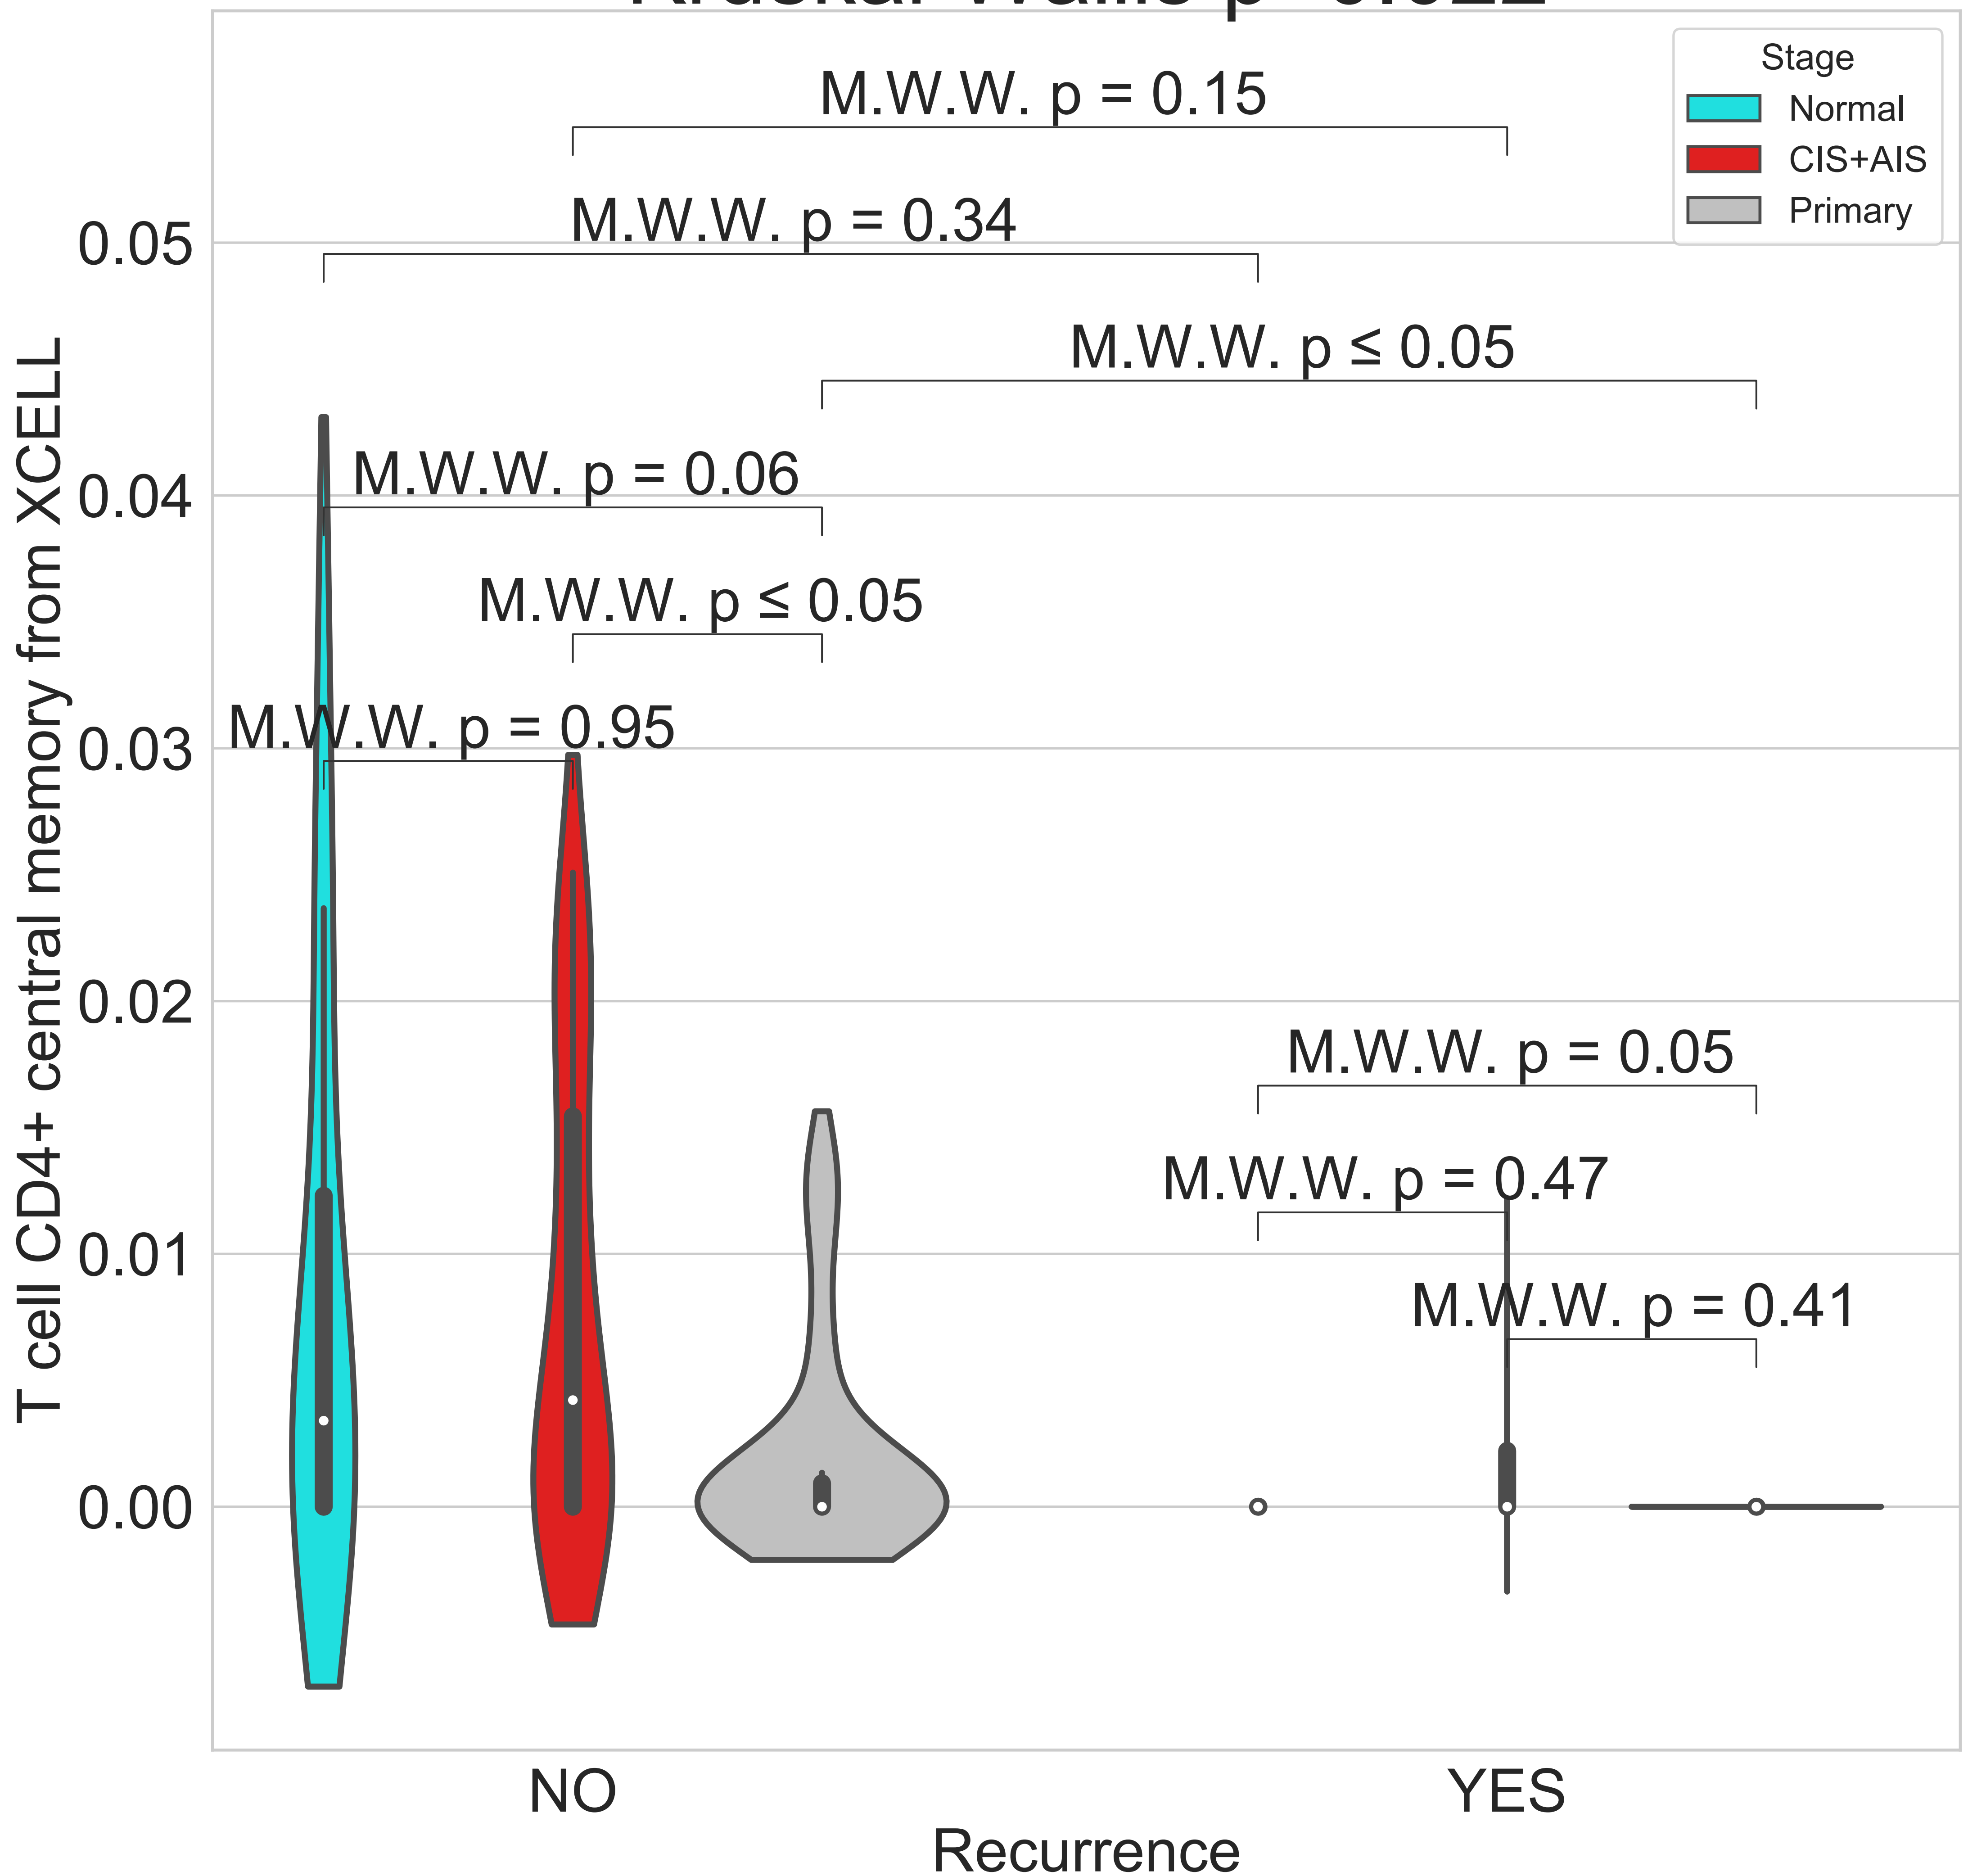 Stage
Normal
CIS+AIS
Primary
M.W.W. p = 0.15
M.W.W. p = 0.34
M.W.W. p ≤ 0.05
M.W.W. p = 0.06
M.W.W. p ≤ 0.05
M.W.W. p = 0.95
M.W.W. p = 0.05
M.W.W. p = 0.47
M.W.W. p = 0.41
T cell CD4+ central memory from XCELL
0.05
0.04
0.03
0.02
0.01
0.00
NO
YES
Recurrence